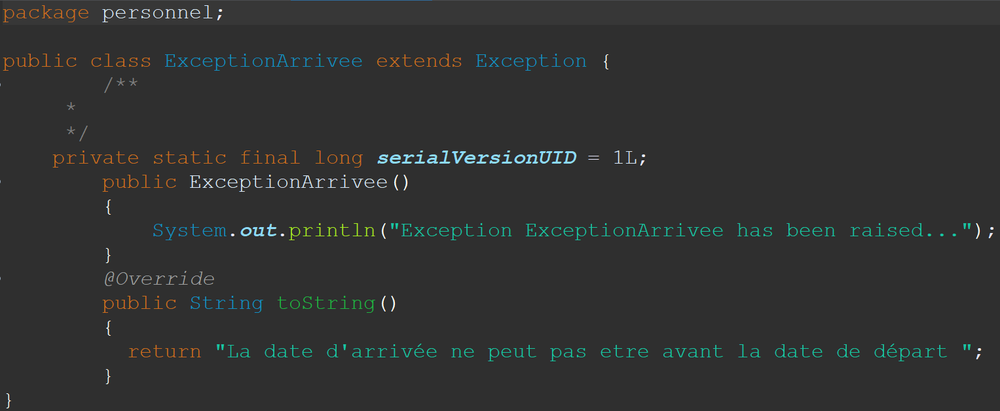 package personnel;
public class ExceptionArrivee extends Exception {
/**
*
*/
private static final long serialVersionUID = 1L;
public ExceptionArrivee()
{
System.out.println("Exception ExceptionArrivee has been raised...");
}
@Override
public String toString()
{
return "La date d'arrivée ne peut pas etre avant la date de départ ";
}
}